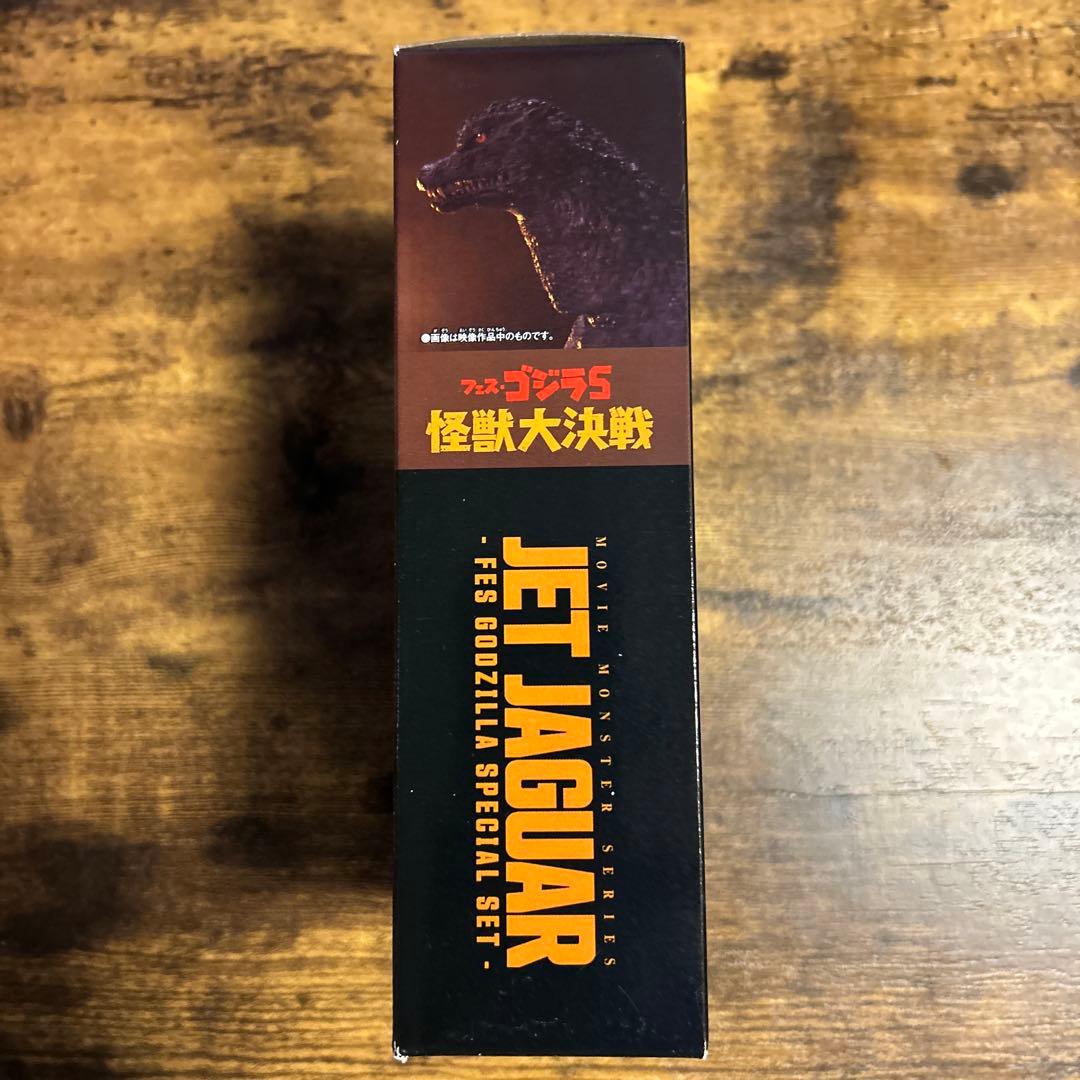 ●画像は映像作品中のものです。
フェス・ゴジラ5
怪獣大決戦
MOVIE MONSTER SERIES
JET JAGUAR
- FES GODZILLA SPECIAL SET -